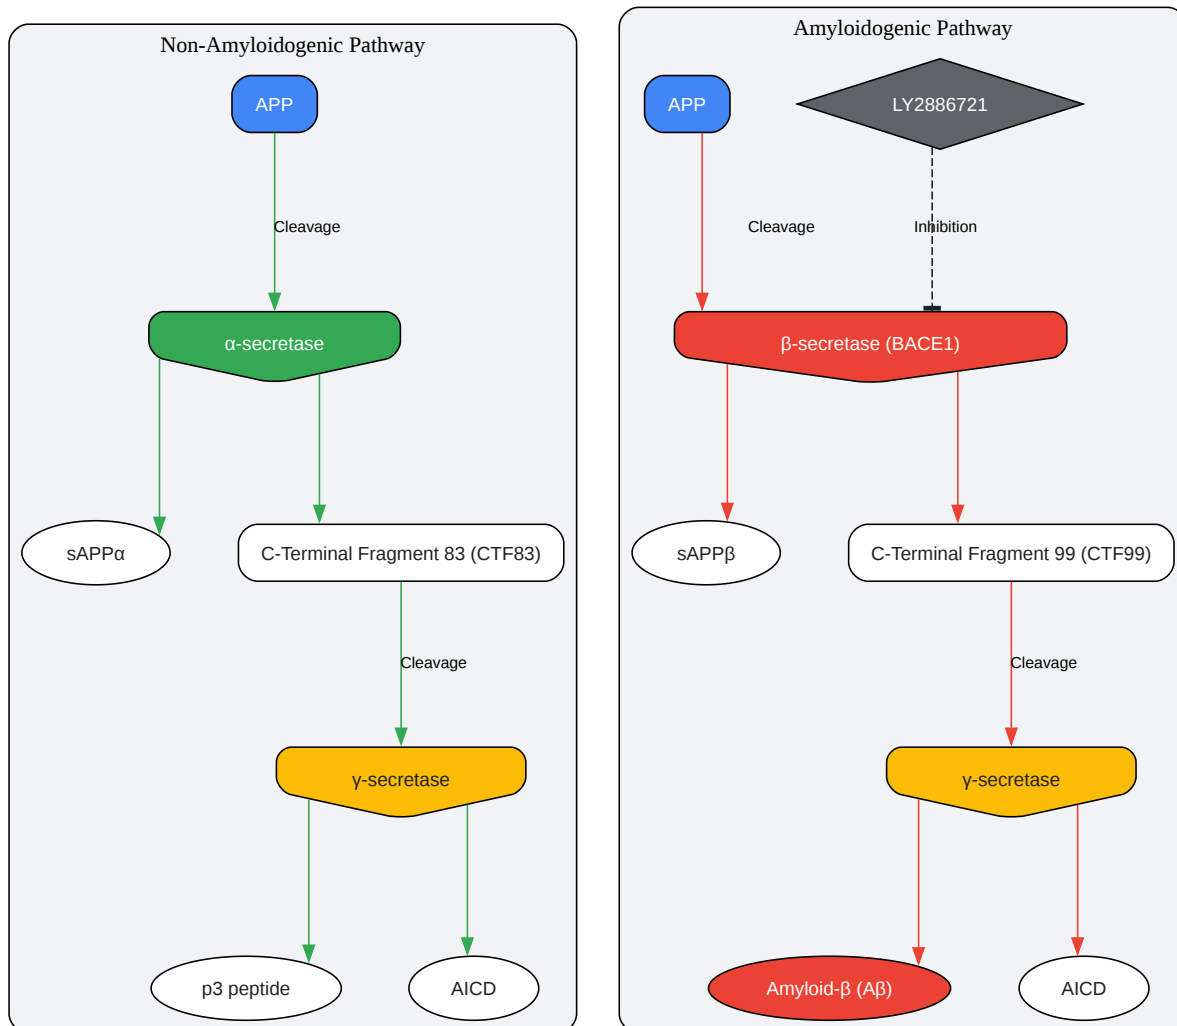 Non-Amyloidogenic Pathway
APP
Cleavage
α-secretase
sAPPα
C-Terminal Fragment 83 (CTF83)
Cleavage
γ-secretase
p3 peptide
AICD
Amyloidogenic Pathway
APP
LY2886721
Cleavage
Inhibition
β-secretase (BACE1)
sAPPβ
C-Terminal Fragment 99 (CTF99)
Cleavage
γ-secretase
Amyloid-β (Aβ)
AICD